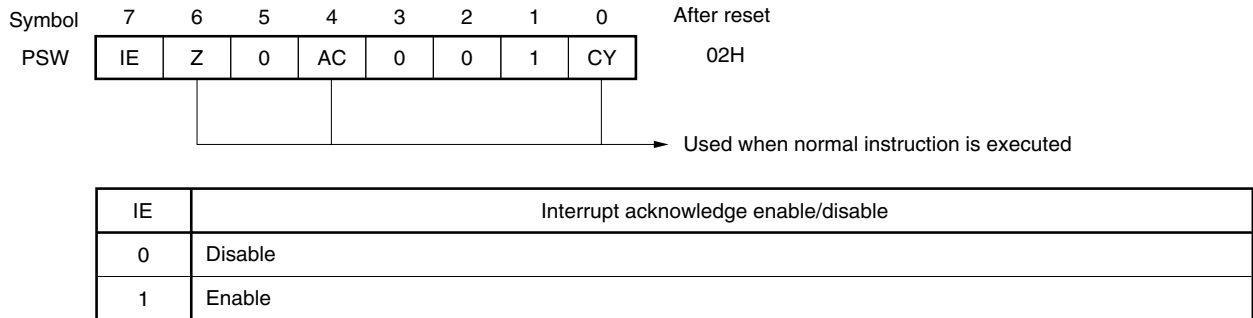 Symbol 7 6 5 4 3 2 1 0 After reset
PSW IE Z 0 AC 0 0 1 CY 02H
Used when normal instruction is executed
IE Interrupt acknowledge enable/disable
0 Disable
1 Enable